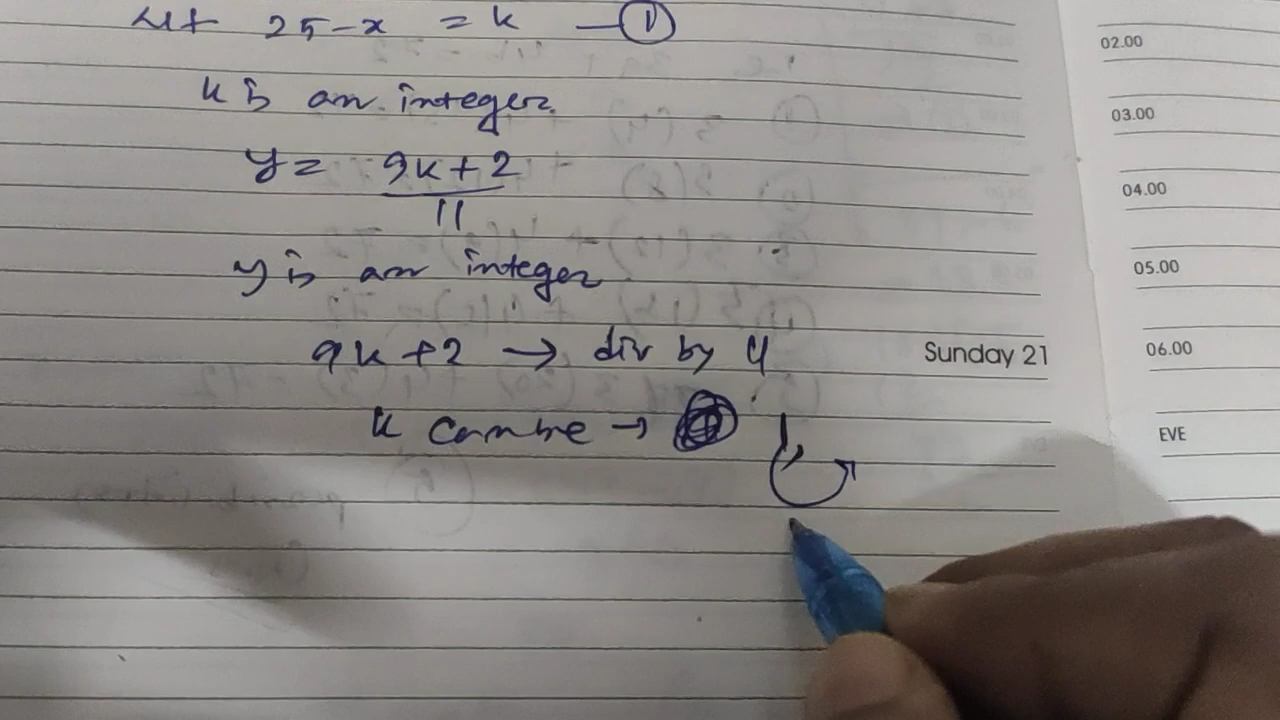 Let 25-x = k —①
02.00
k is an integer.
03.00
y = 9k+2
11
04.00
y is an integer
05.00
9k+2 → div by 11
Sunday 21
06.00
k can be →
EVE